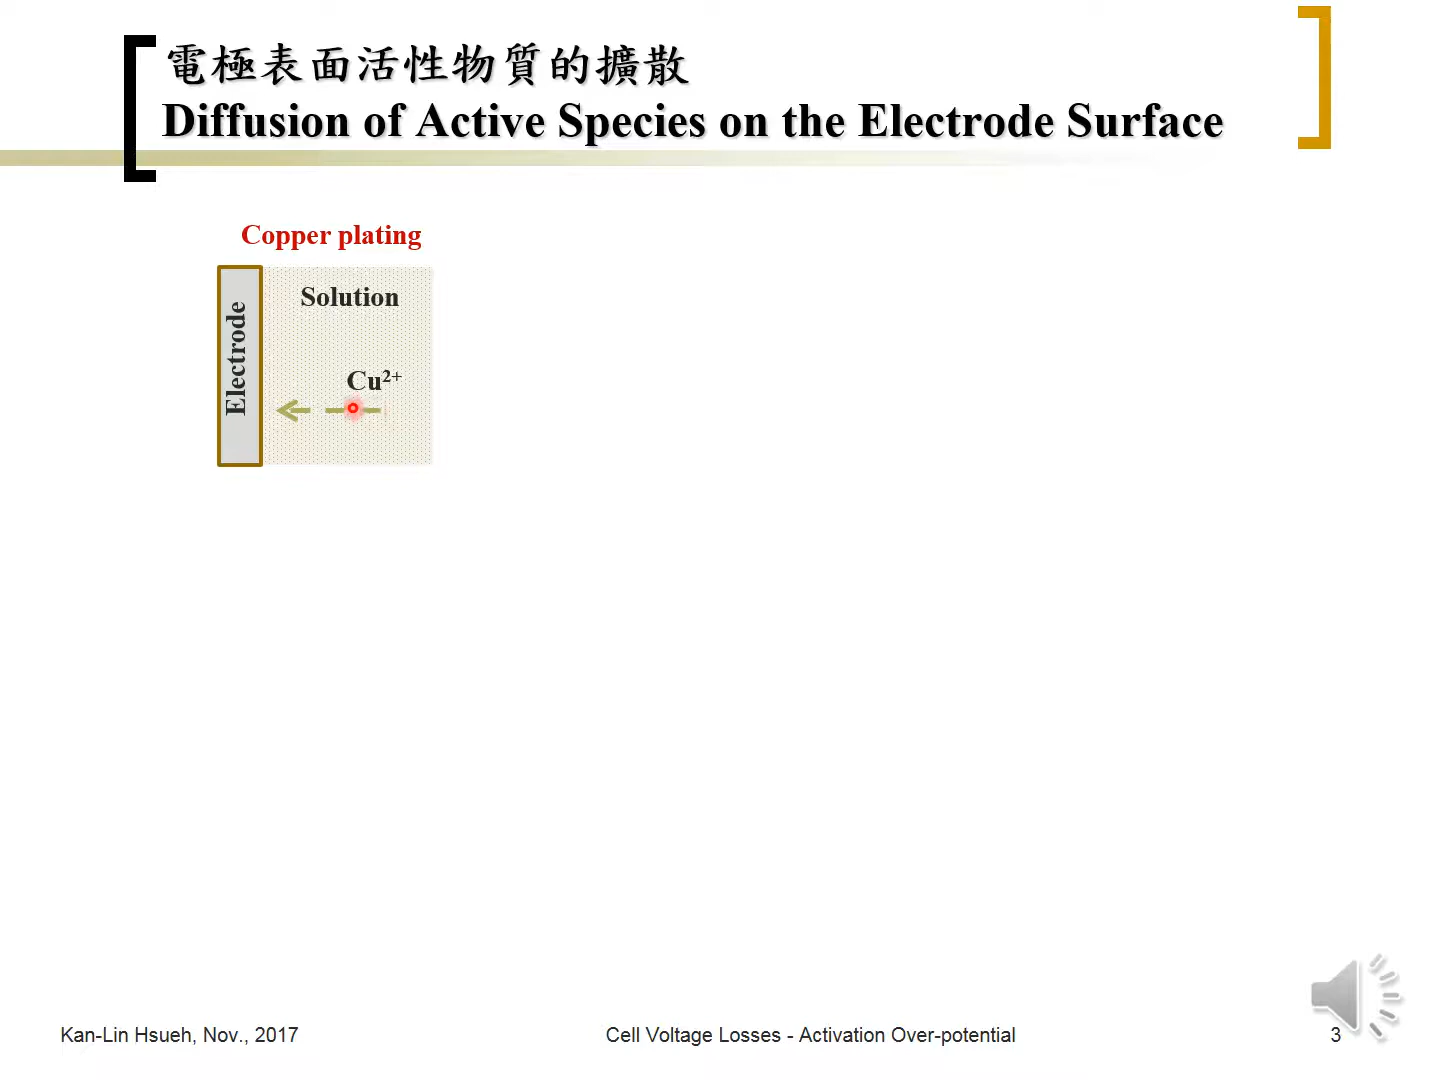 電極表面活性物質的擴散
Diffusion of Active Species on the Electrode Surface
Copper plating
Electrode
Solution
Cu²⁺
Kan-Lin Hsueh, Nov., 2017
Cell Voltage Losses - Activation Over-potential
3